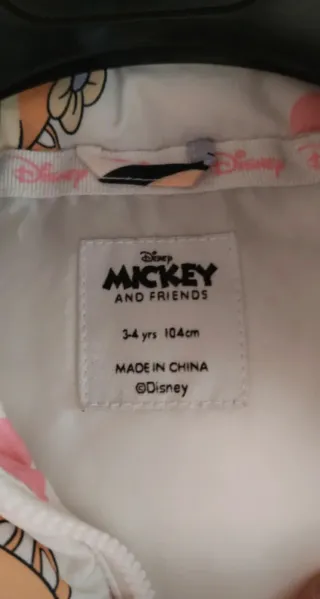 Disney Disney D
Disney
MICKEY
AND FRIENDS
3-4 yrs 104cm
MADE IN CHINA
©Disney